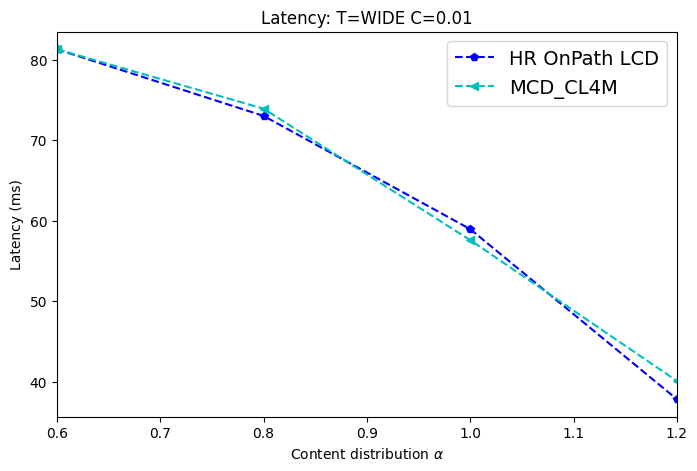 Latency: T=WIDE C=0.01
HR OnPath LCD
MCD_CL4M
Latency (ms)
80
70
60
50
40
0.6 0.7 0.8 0.9 1.0 1.1 1.2
Content distribution α